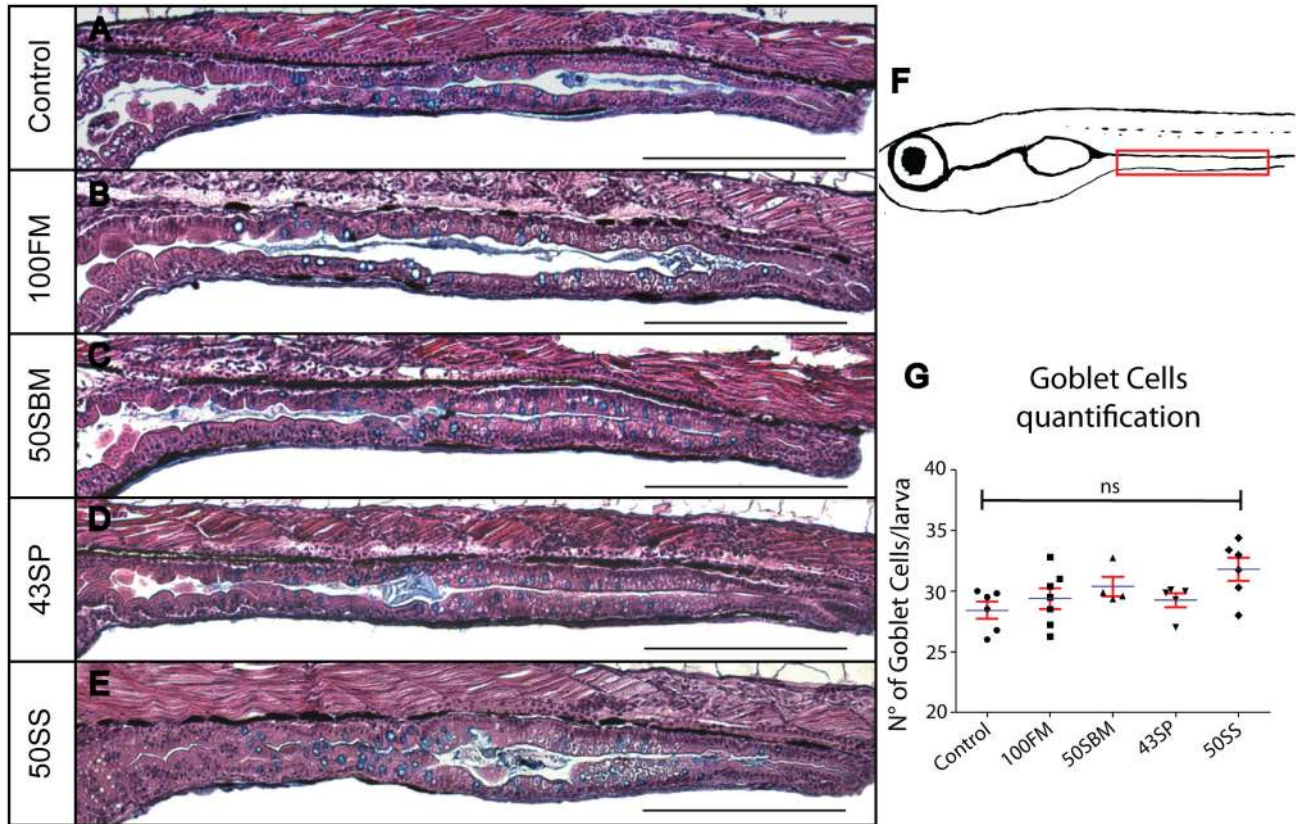 Control
A
100FM
B
50SBM
C
43SP
D
50SS
E
F
G
Goblet Cells
quantification
N° of Goblet Cells/larva
40
35
30
25
20
ns
Control
100FM
50SBM
43SP
50SS